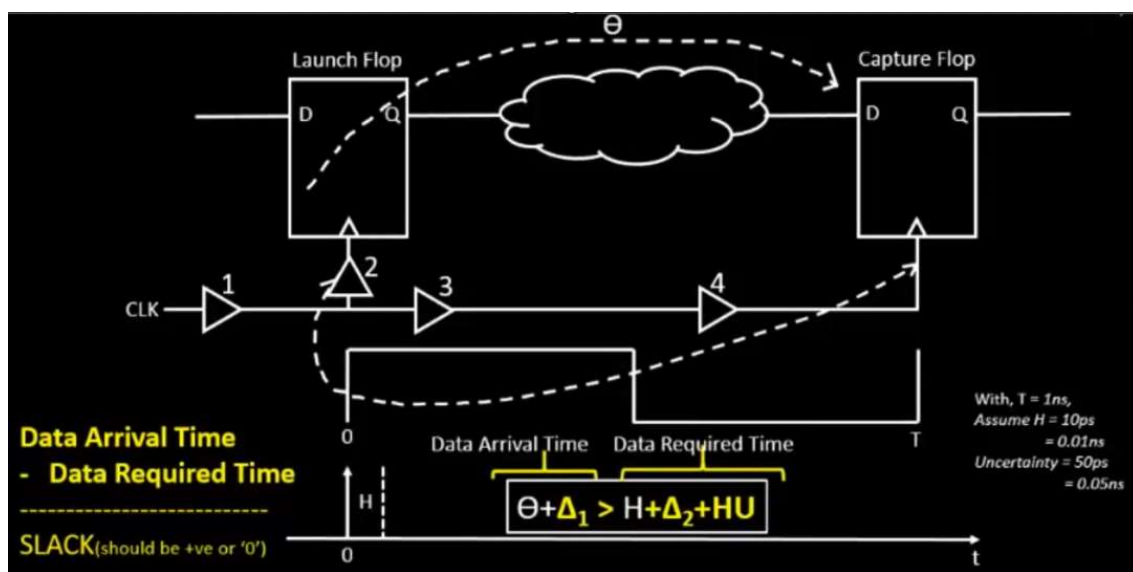 Ɵ
Launch Flop
Capture Flop
D Q
D Q
1
2
3
4
CLK
0
T
With, T = 1ns,
Assume H = 10ps
= 0.01ns
Uncertainty = 50ps
= 0.05ns
Data Arrival Time
- Data Required Time
---------------------------
SLACK(should be +ve or ‘0’)
Data Arrival Time Data Required Time
Ɵ+Δ₁ > H+Δ₂+HU
H
0
t